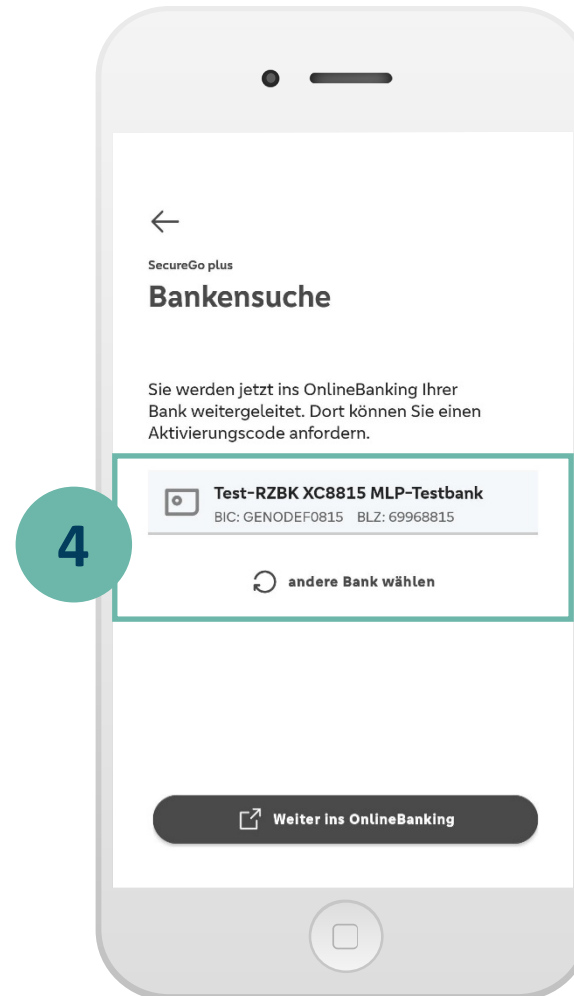 SecureGo plus
Bankensuche
Sie werden jetzt ins OnlineBanking Ihrer
Bank weitergeleitet. Dort können Sie einen
Aktivierungscode anfordern.
4
Test-RZBK XC8815 MLP-Testbank
BIC: GENODEF0815 BLZ: 69968815
andere Bank wählen
Weiter ins OnlineBanking